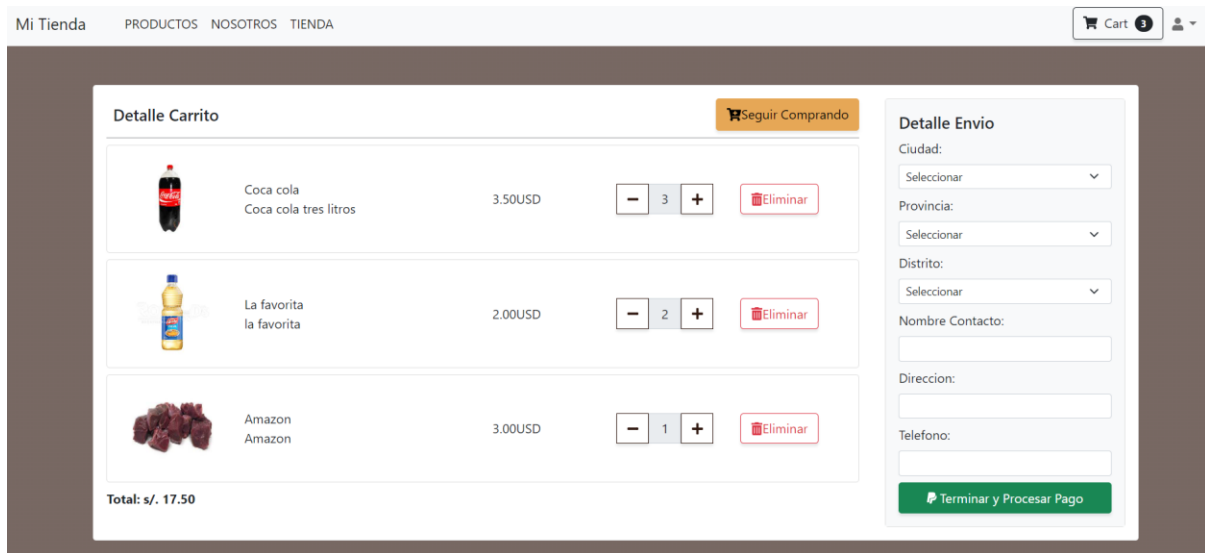 Mi Tienda PRODUCTOS NOSOTROS TIENDA Cart 3
Detalle Carrito
Seguir Comprando
Coca cola
Coca cola tres litros
3.50USD
3
Eliminar
La favorita
la favorita
2.00USD
2
Eliminar
Amazon
Amazon
3.00USD
1
Eliminar
Total: s/. 17.50
Detalle Envio
Ciudad:
Seleccionar
Provincia:
Seleccionar
Distrito:
Seleccionar
Nombre Contacto:
Direccion:
Telefono:
Terminar y Procesar Pago